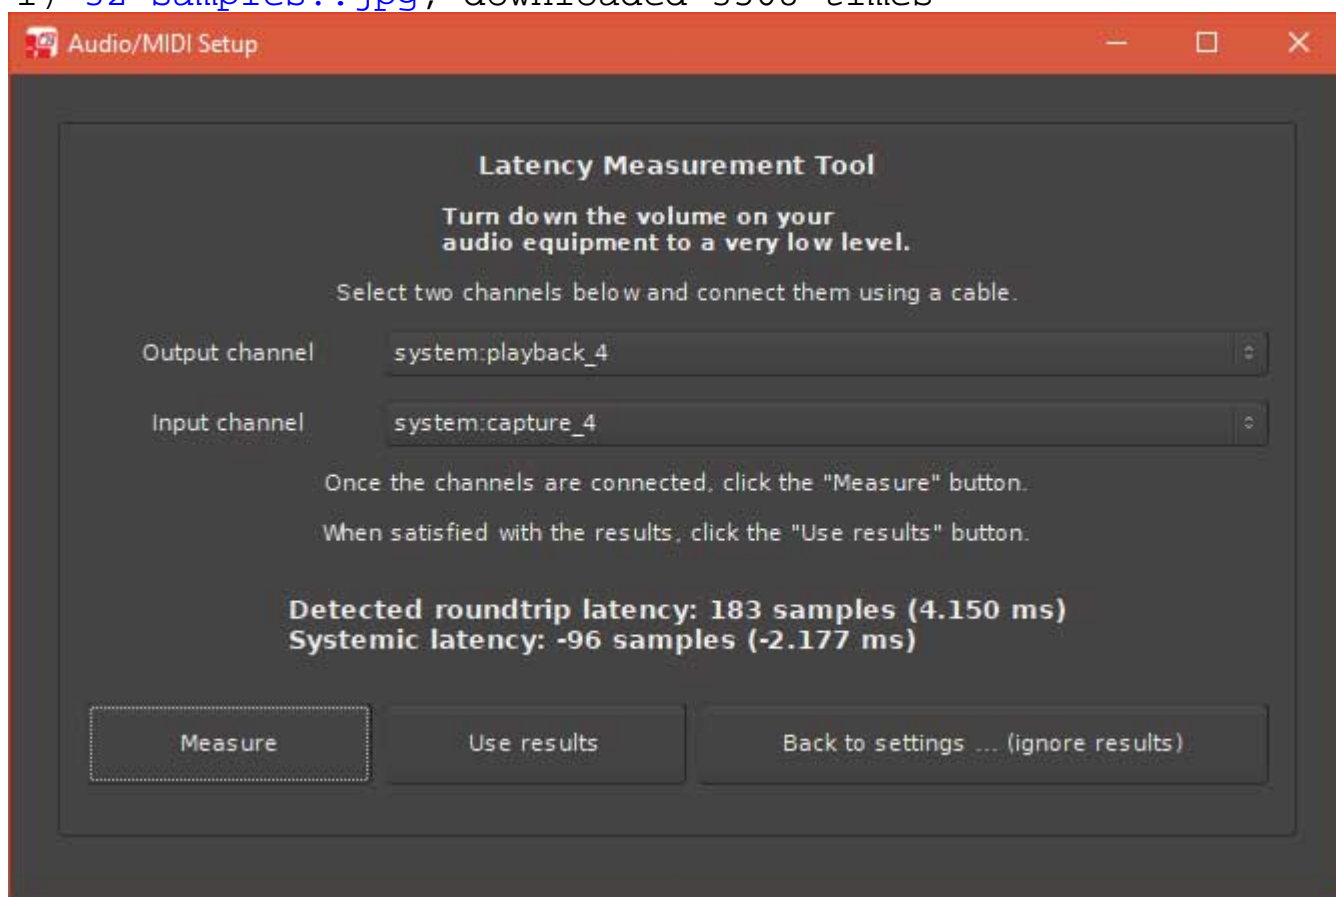 Audio/MIDI Setup
Latency Measurement Tool
Turn down the volume on your
audio equipment to a very low level.
Select two channels below and connect them using a cable.
Output channel system:playback_4
Input channel system:capture_4
Once the channels are connected, click the "Measure" button.
When satisfied with the results, click the "Use results" button.
Detected roundtrip latency: 183 samples (4.150 ms)
Systemic latency: -96 samples (-2.177 ms)
Measure Use results Back to settings ... (ignore results)